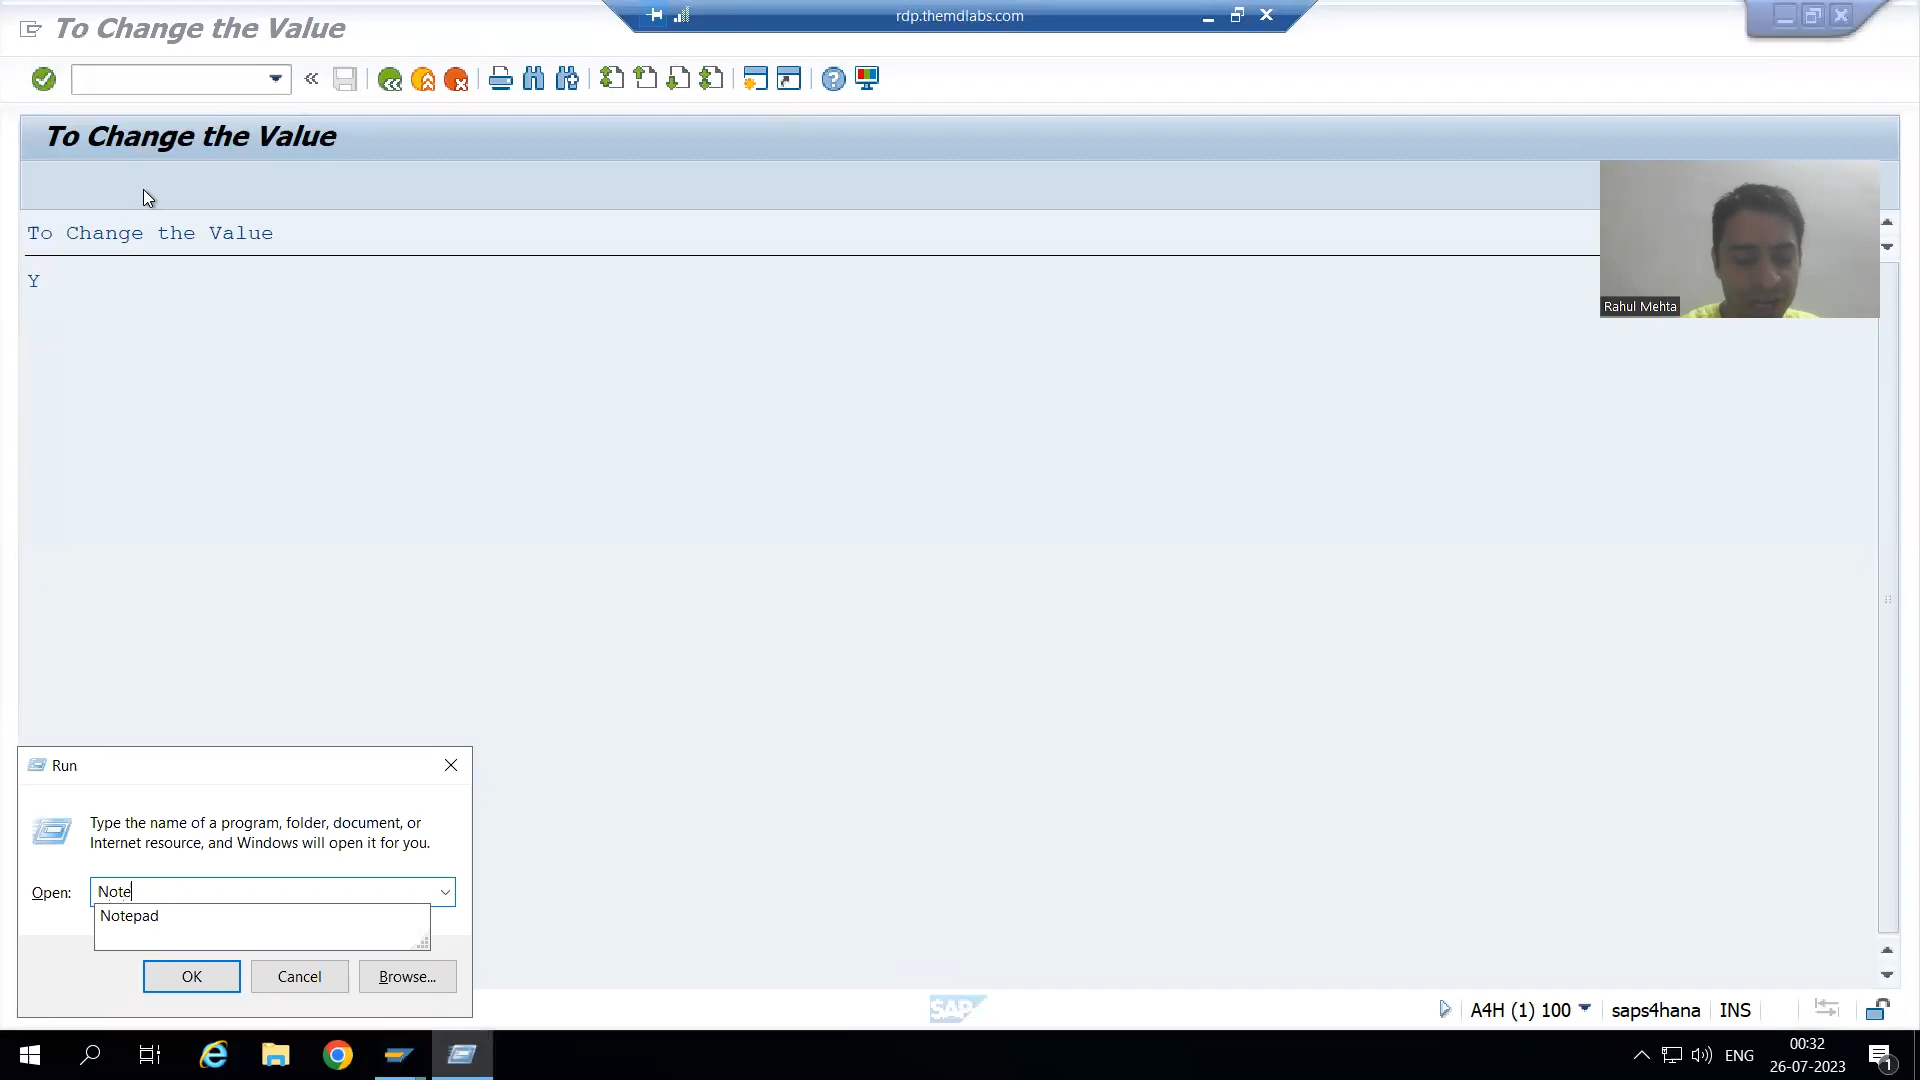 To Change the Value
rdp.themdlabs.com
To Change the Value
To Change the Value
Y
Rahul Mehta
Run
Type the name of a program, folder, document, or
Internet resource, and Windows will open it for you.
Open:
Note
Notepad
OK
Cancel
Browse...
SAP
A4H (1) 100
saps4hana
INS
ENG
00:32
26-07-2023
1